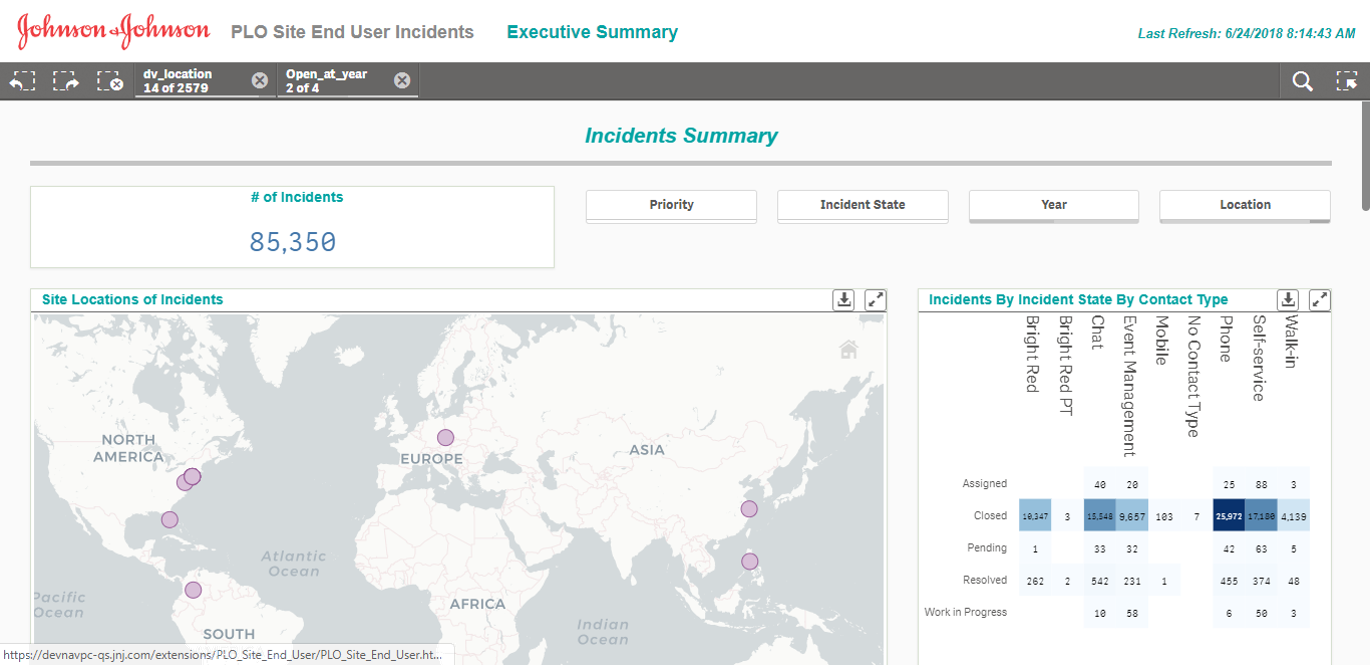 Johnson & Johnson PLO Site End User Incidents Executive Summary Last Refresh: 6/24/2018 8:14:43 AM
dv_location
14 of 2579
Open_at_year
2 of 4
Incidents Summary
# of Incidents
85,350
Priority Incident State Year Location
Site Locations of Incidents
NORTH
AMERICA
EUROPE
ASIA
Atlantic
Ocean
Pacific
Ocean
AFRICA
SOUTH
Indian
Ocean
Incidents By Incident State By Contact Type
Bright Red
Bright Red PT
Chat
Event Management
Mobile
No Contact Type
Phone
Self-service
Walk-in
Assigned 40 20 25 88 3
Closed 10,347 3 15,548 9,657 103 7 25,972 17,180 4,139
Pending 1 33 32 42 63 5
Resolved 262 2 542 231 1 455 374 48
Work in Progress 10 58 6 50 3
https://devnavpc-qs.jnj.com/extensions/PLO_Site_End_User/PLO_Site_End_User.ht...